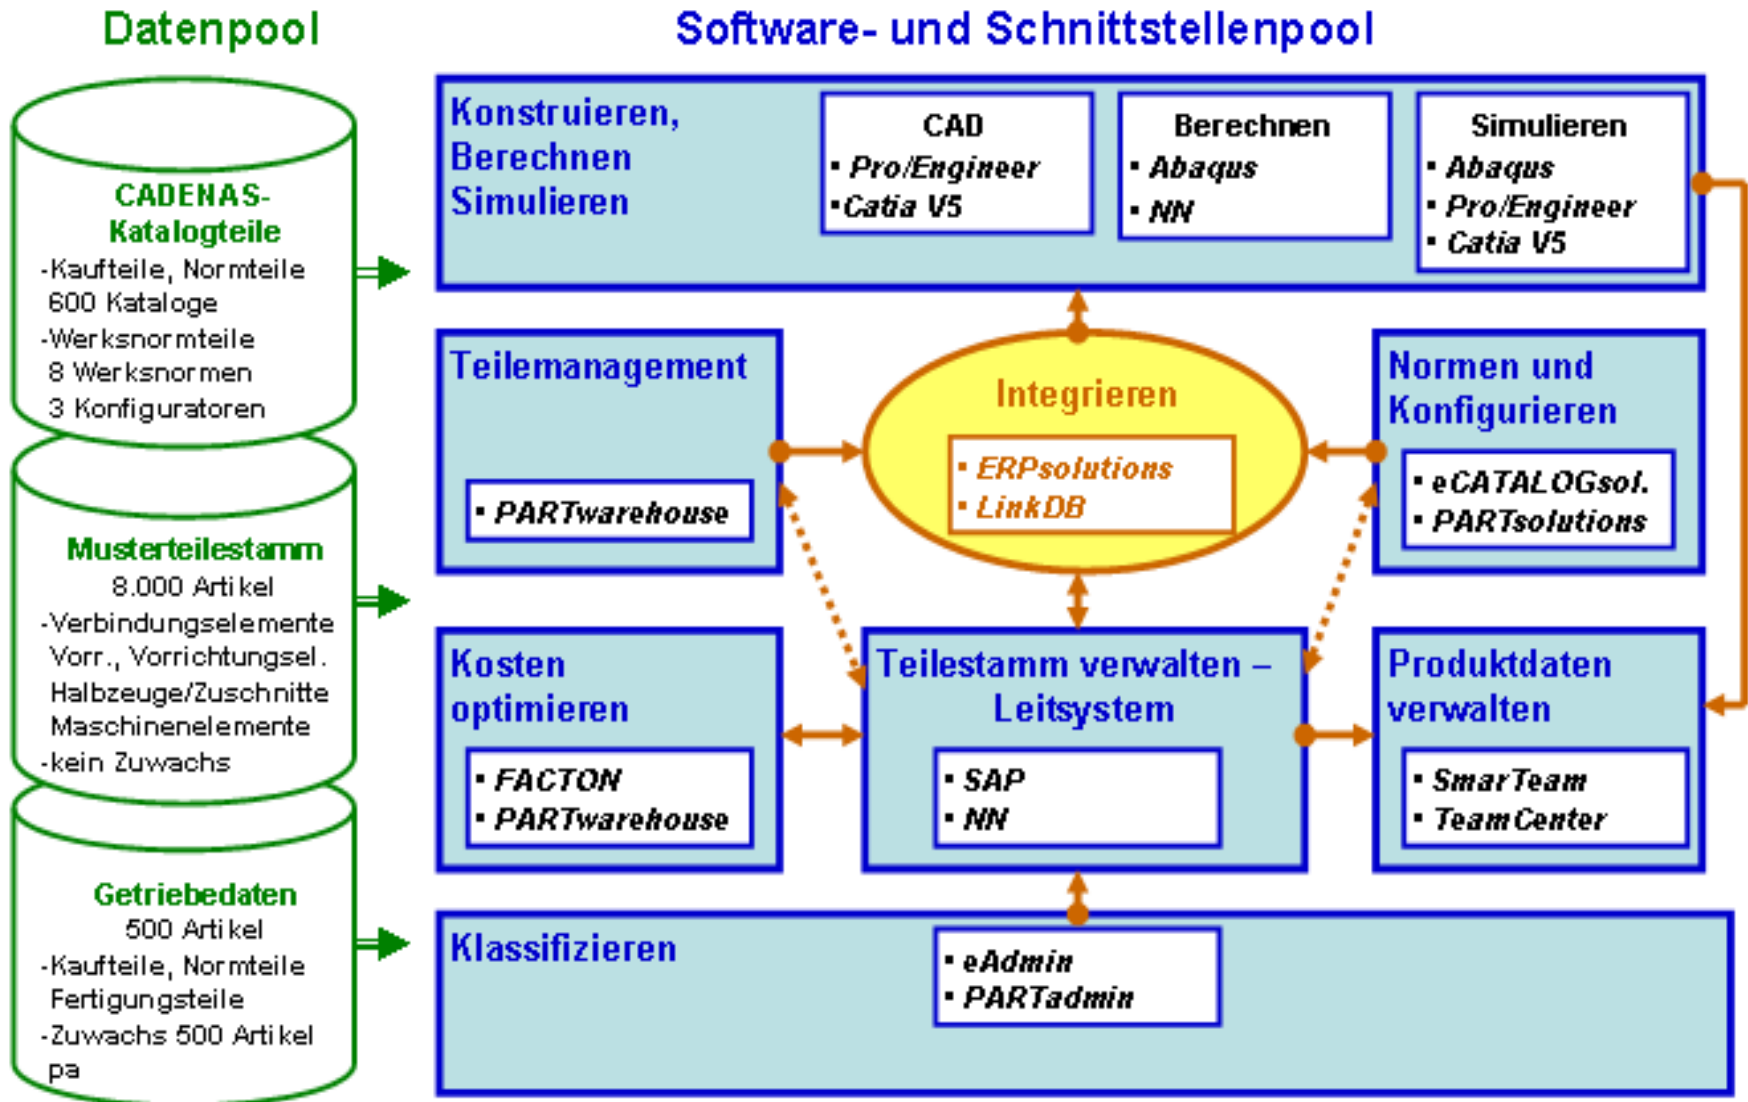 Datenpool
Software- und Schnittstellenpool
CADENAS-
Katalogteile
-Kaufteile, Normteile
600 Kataloge
-Werksnormteile
8 Werksnormen
3 Konfiguratoren
Musterteilestamm
8.000 Artikel
-Verbindungselemente
Vorr., Vorrichtungsel.
Halbzeuge/Zuschnitte
Maschinenelemente
-kein Zuwachs
Getriebedaten
500 Artikel
-Kaufteile, Normteile
Fertigungsteile
-Zuwachs 500 Artikel
pa
Konstruieren,
Berechnen
Simulieren
CAD
▪ Pro/Engineer
▪Catia V5
Berechnen
▪ Abaqus
▪ NN
Simulieren
▪ Abaqus
▪ Pro/Engineer
▪ Catia V5
Teilemanagement
▪ PARTwarehouse
Integrieren
▪ ERPsolutions
▪ LinkDB
Normen und
Konfigurieren
▪ eCATALOGsol.
▪ PARTsolutions
Kosten
optimieren
▪ FACTON
▪ PARTwarehouse
Teilestamm verwalten –
Leitsystem
▪ SAP
▪ NN
Produktdaten
verwalten
▪ SmarTeam
▪ TeamCenter
Klassifizieren
▪ eAdmin
▪ PARTadmin